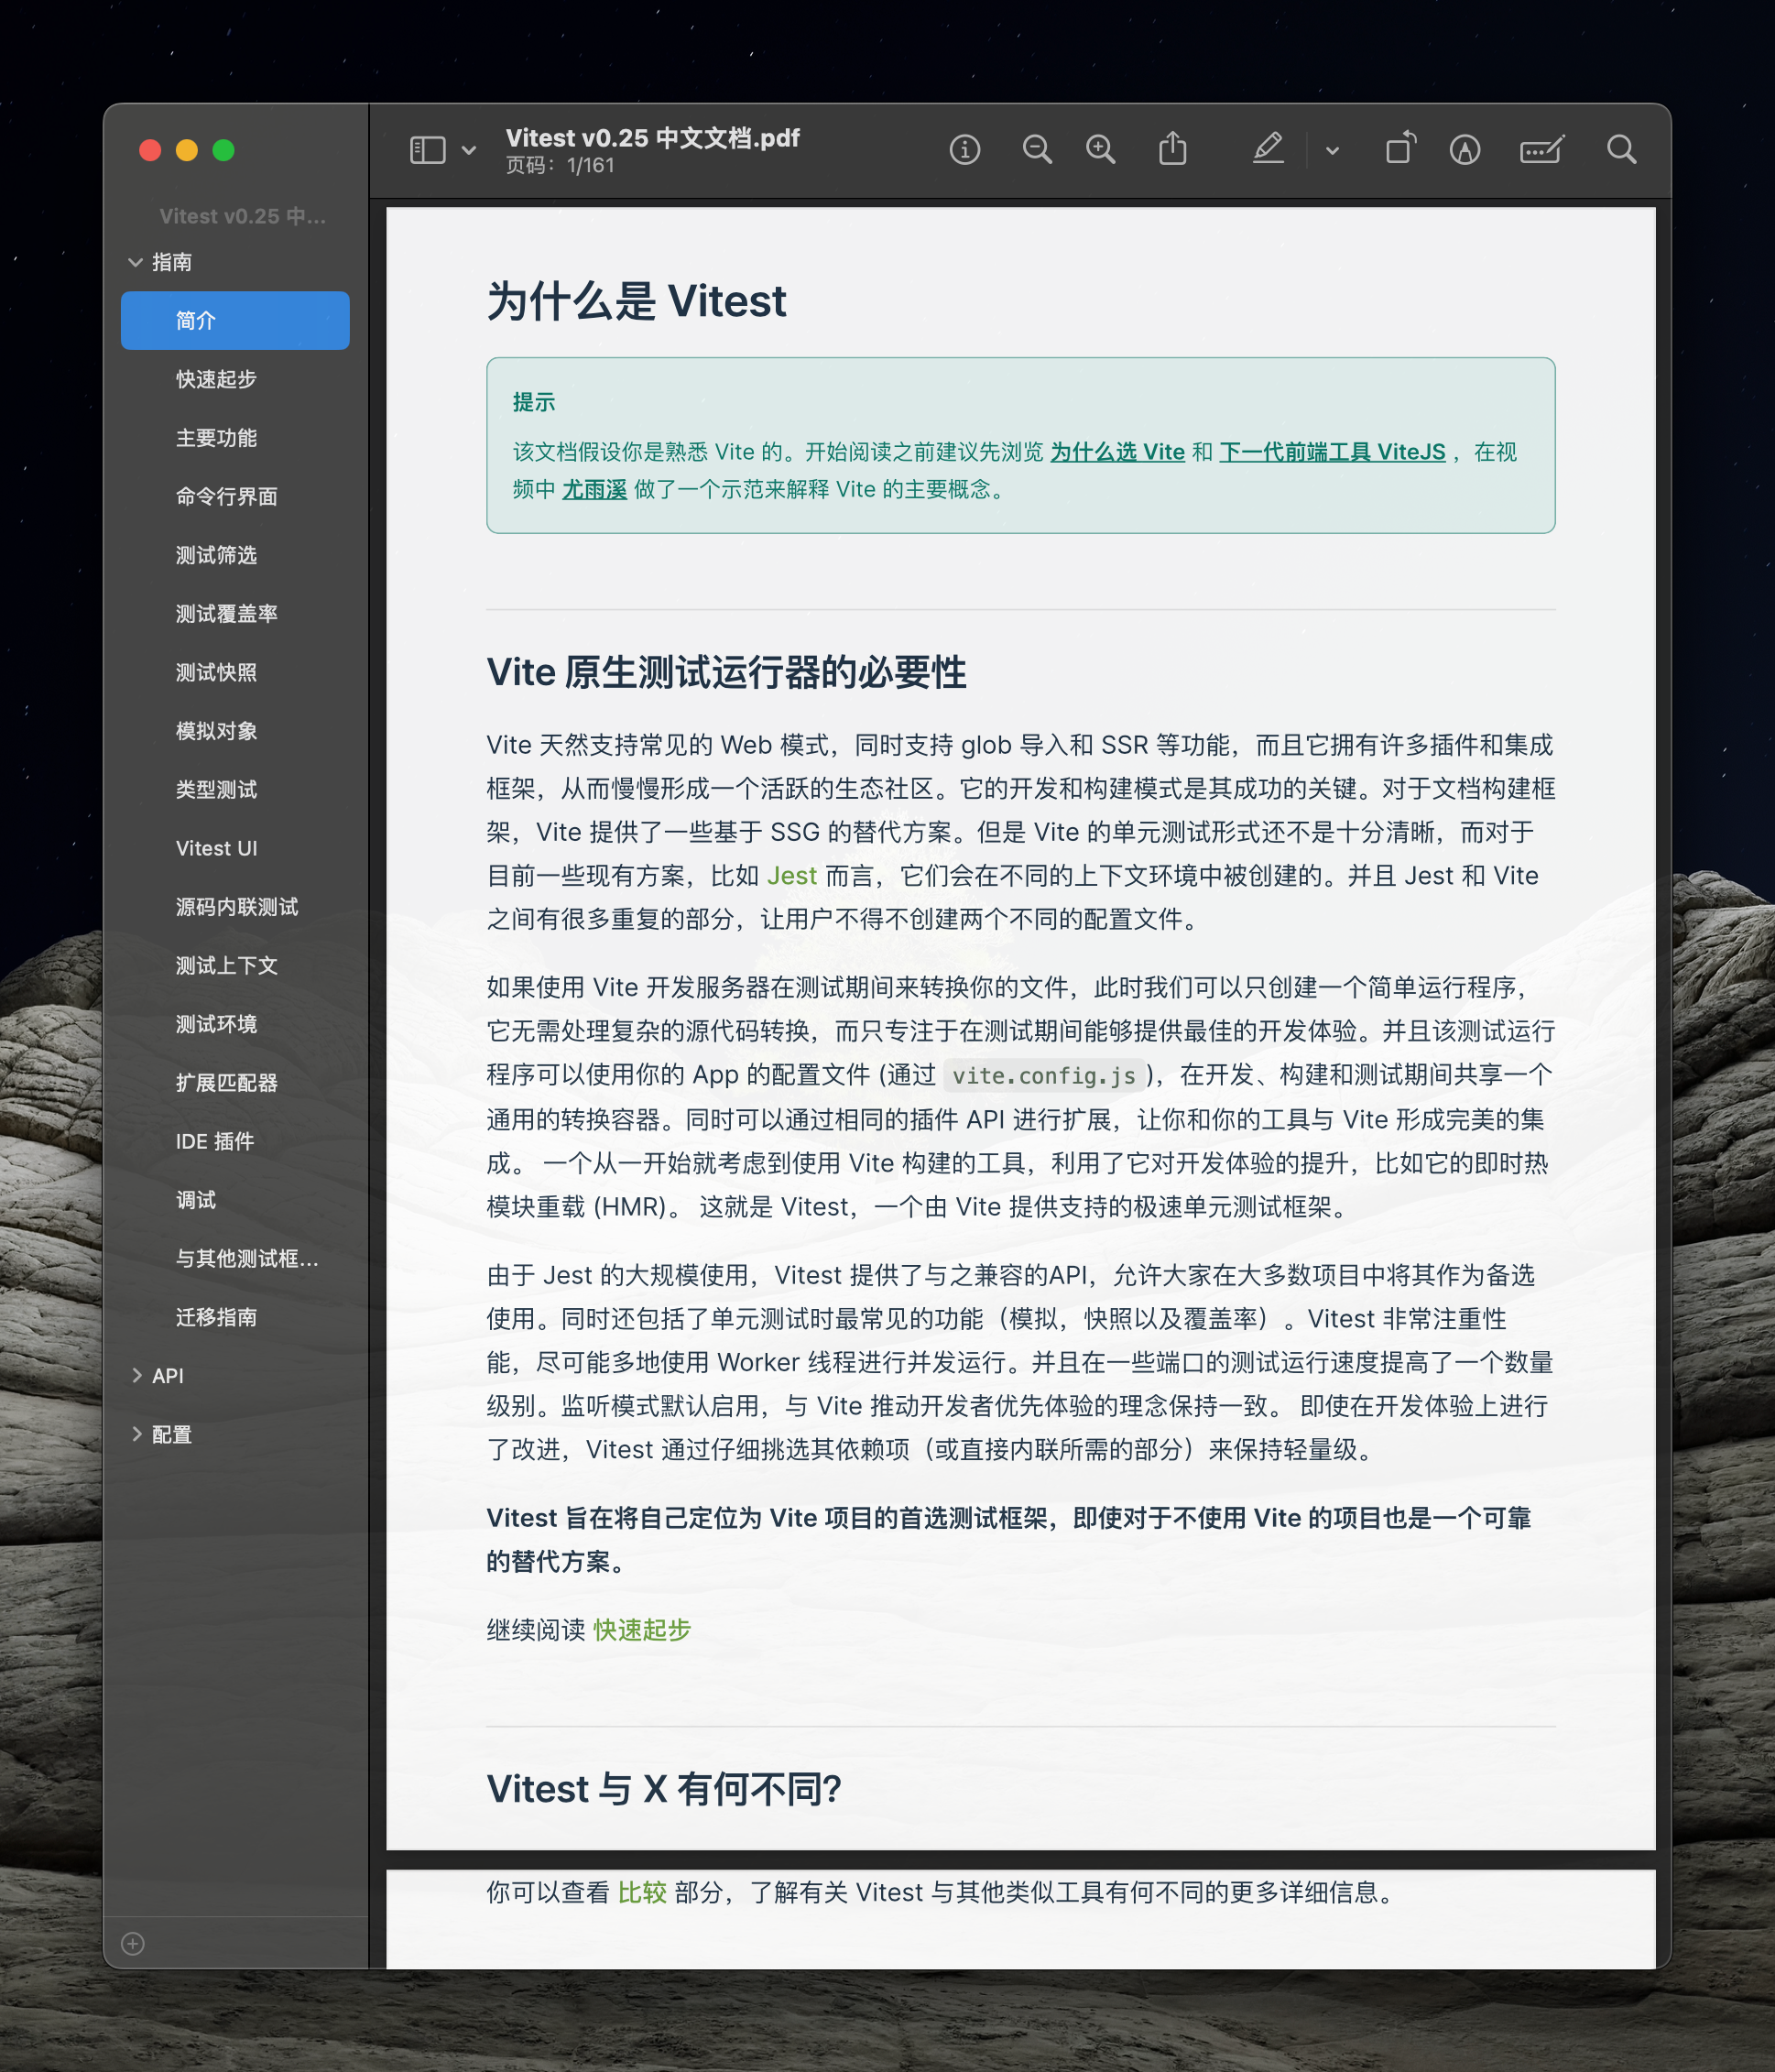 Vitest v0.25 中文文档.pdf
页码：1/161
Vitest v0.25 中...
指南
简介
快速起步
主要功能
命令行界面
测试筛选
测试覆盖率
测试快照
模拟对象
类型测试
Vitest UI
源码内联测试
测试上下文
测试环境
扩展匹配器
IDE 插件
调试
与其他测试框...
迁移指南
API
配置
为什么是 Vitest
提示
该文档假设你是熟悉 Vite 的。开始阅读之前建议先浏览 为什么选 Vite 和 下一代前端工具 ViteJS ，在视
频中 尤雨溪 做了一个示范来解释 Vite 的主要概念。
Vite 原生测试运行器的必要性
Vite 天然支持常见的 Web 模式，同时支持 glob 导入和 SSR 等功能，而且它拥有许多插件和集成
框架，从而慢慢形成一个活跃的生态社区。它的开发和构建模式是其成功的关键。对于文档构建框
架，Vite 提供了一些基于 SSG 的替代方案。但是 Vite 的单元测试形式还不是十分清晰，而对于
目前一些现有方案，比如 Jest 而言，它们会在不同的上下文环境中被创建的。并且 Jest 和 Vite
之间有很多重复的部分，让用户不得不创建两个不同的配置文件。
如果使用 Vite 开发服务器在测试期间来转换你的文件，此时我们可以只创建一个简单运行程序，
它无需处理复杂的源代码转换，而只专注于在测试期间能够提供最佳的开发体验。并且该测试运行
程序可以使用你的 App 的配置文件 (通过 vite.config.js)，在开发、构建和测试期间共享一个
通用的转换容器。同时可以通过相同的插件 API 进行扩展，让你和你的工具与 Vite 形成完美的集
成。 一个从一开始就考虑到使用 Vite 构建的工具，利用了它对开发体验的提升，比如它的即时热
模块重载 (HMR)。 这就是 Vitest，一个由 Vite 提供支持的极速单元测试框架。
由于 Jest 的大规模使用，Vitest 提供了与之兼容的API，允许大家在大多数项目中将其作为备选
使用。同时还包括了单元测试时最常见的功能（模拟，快照以及覆盖率）。Vitest 非常注重性
能，尽可能多地使用 Worker 线程进行并发运行。并且在一些端口的测试运行速度提高了一个数量
级别。监听模式默认启用，与 Vite 推动开发者优先体验的理念保持一致。 即使在开发体验上进行
了改进，Vitest 通过仔细挑选其依赖项（或直接内联所需的部分）来保持轻量级。
Vitest 旨在将自己定位为 Vite 项目的首选测试框架，即使对于不使用 Vite 的项目也是一个可靠
的替代方案。
继续阅读 快速起步
Vitest 与 X 有何不同?
你可以查看 比较 部分，了解有关 Vitest 与其他类似工具有何不同的更多详细信息。